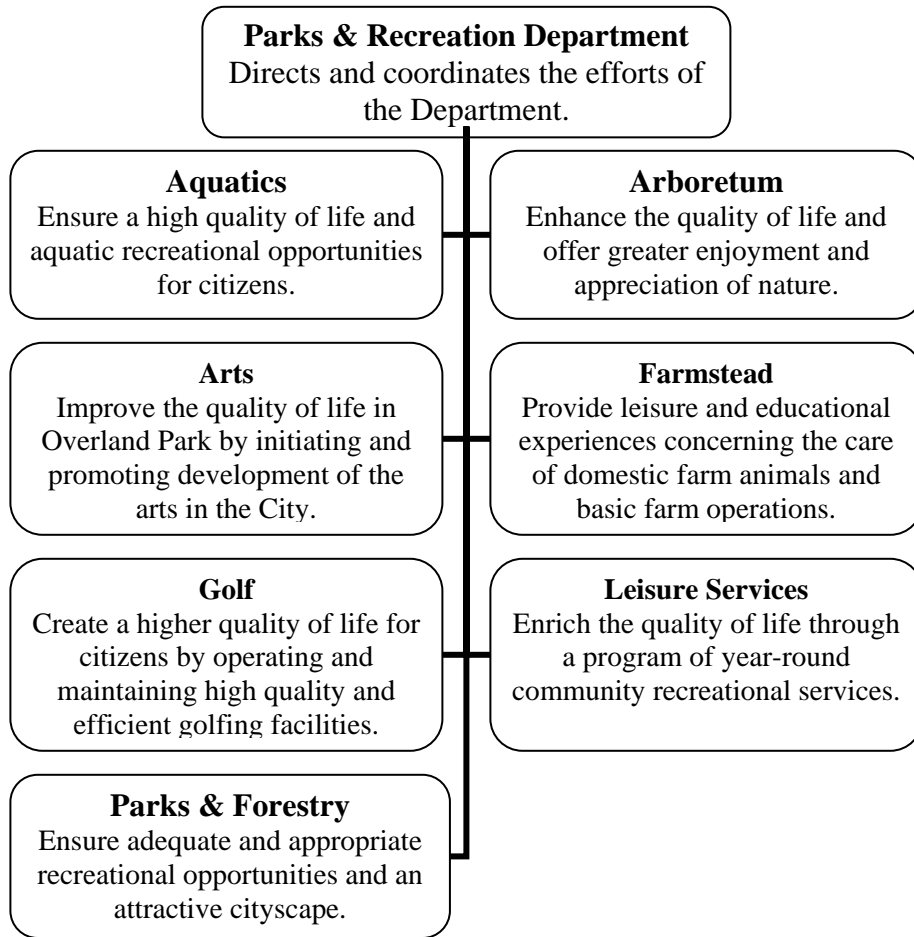 Parks & Recreation Department
Directs and coordinates the efforts of
the Department.
Aquatics
Ensure a high quality of life and
aquatic recreational opportunities
for citizens.
Arboretum
Enhance the quality of life and
offer greater enjoyment and
appreciation of nature.
Arts
Improve the quality of life in
Overland Park by initiating and
promoting development of the
arts in the City.
Farmstead
Provide leisure and educational
experiences concerning the care
of domestic farm animals and
basic farm operations.
Golf
Create a higher quality of life for
citizens by operating and
maintaining high quality and
efficient golfing facilities.
Leisure Services
Enrich the quality of life through
a program of year-round
community recreational services.
Parks & Forestry
Ensure adequate and appropriate
recreational opportunities and an
attractive cityscape.